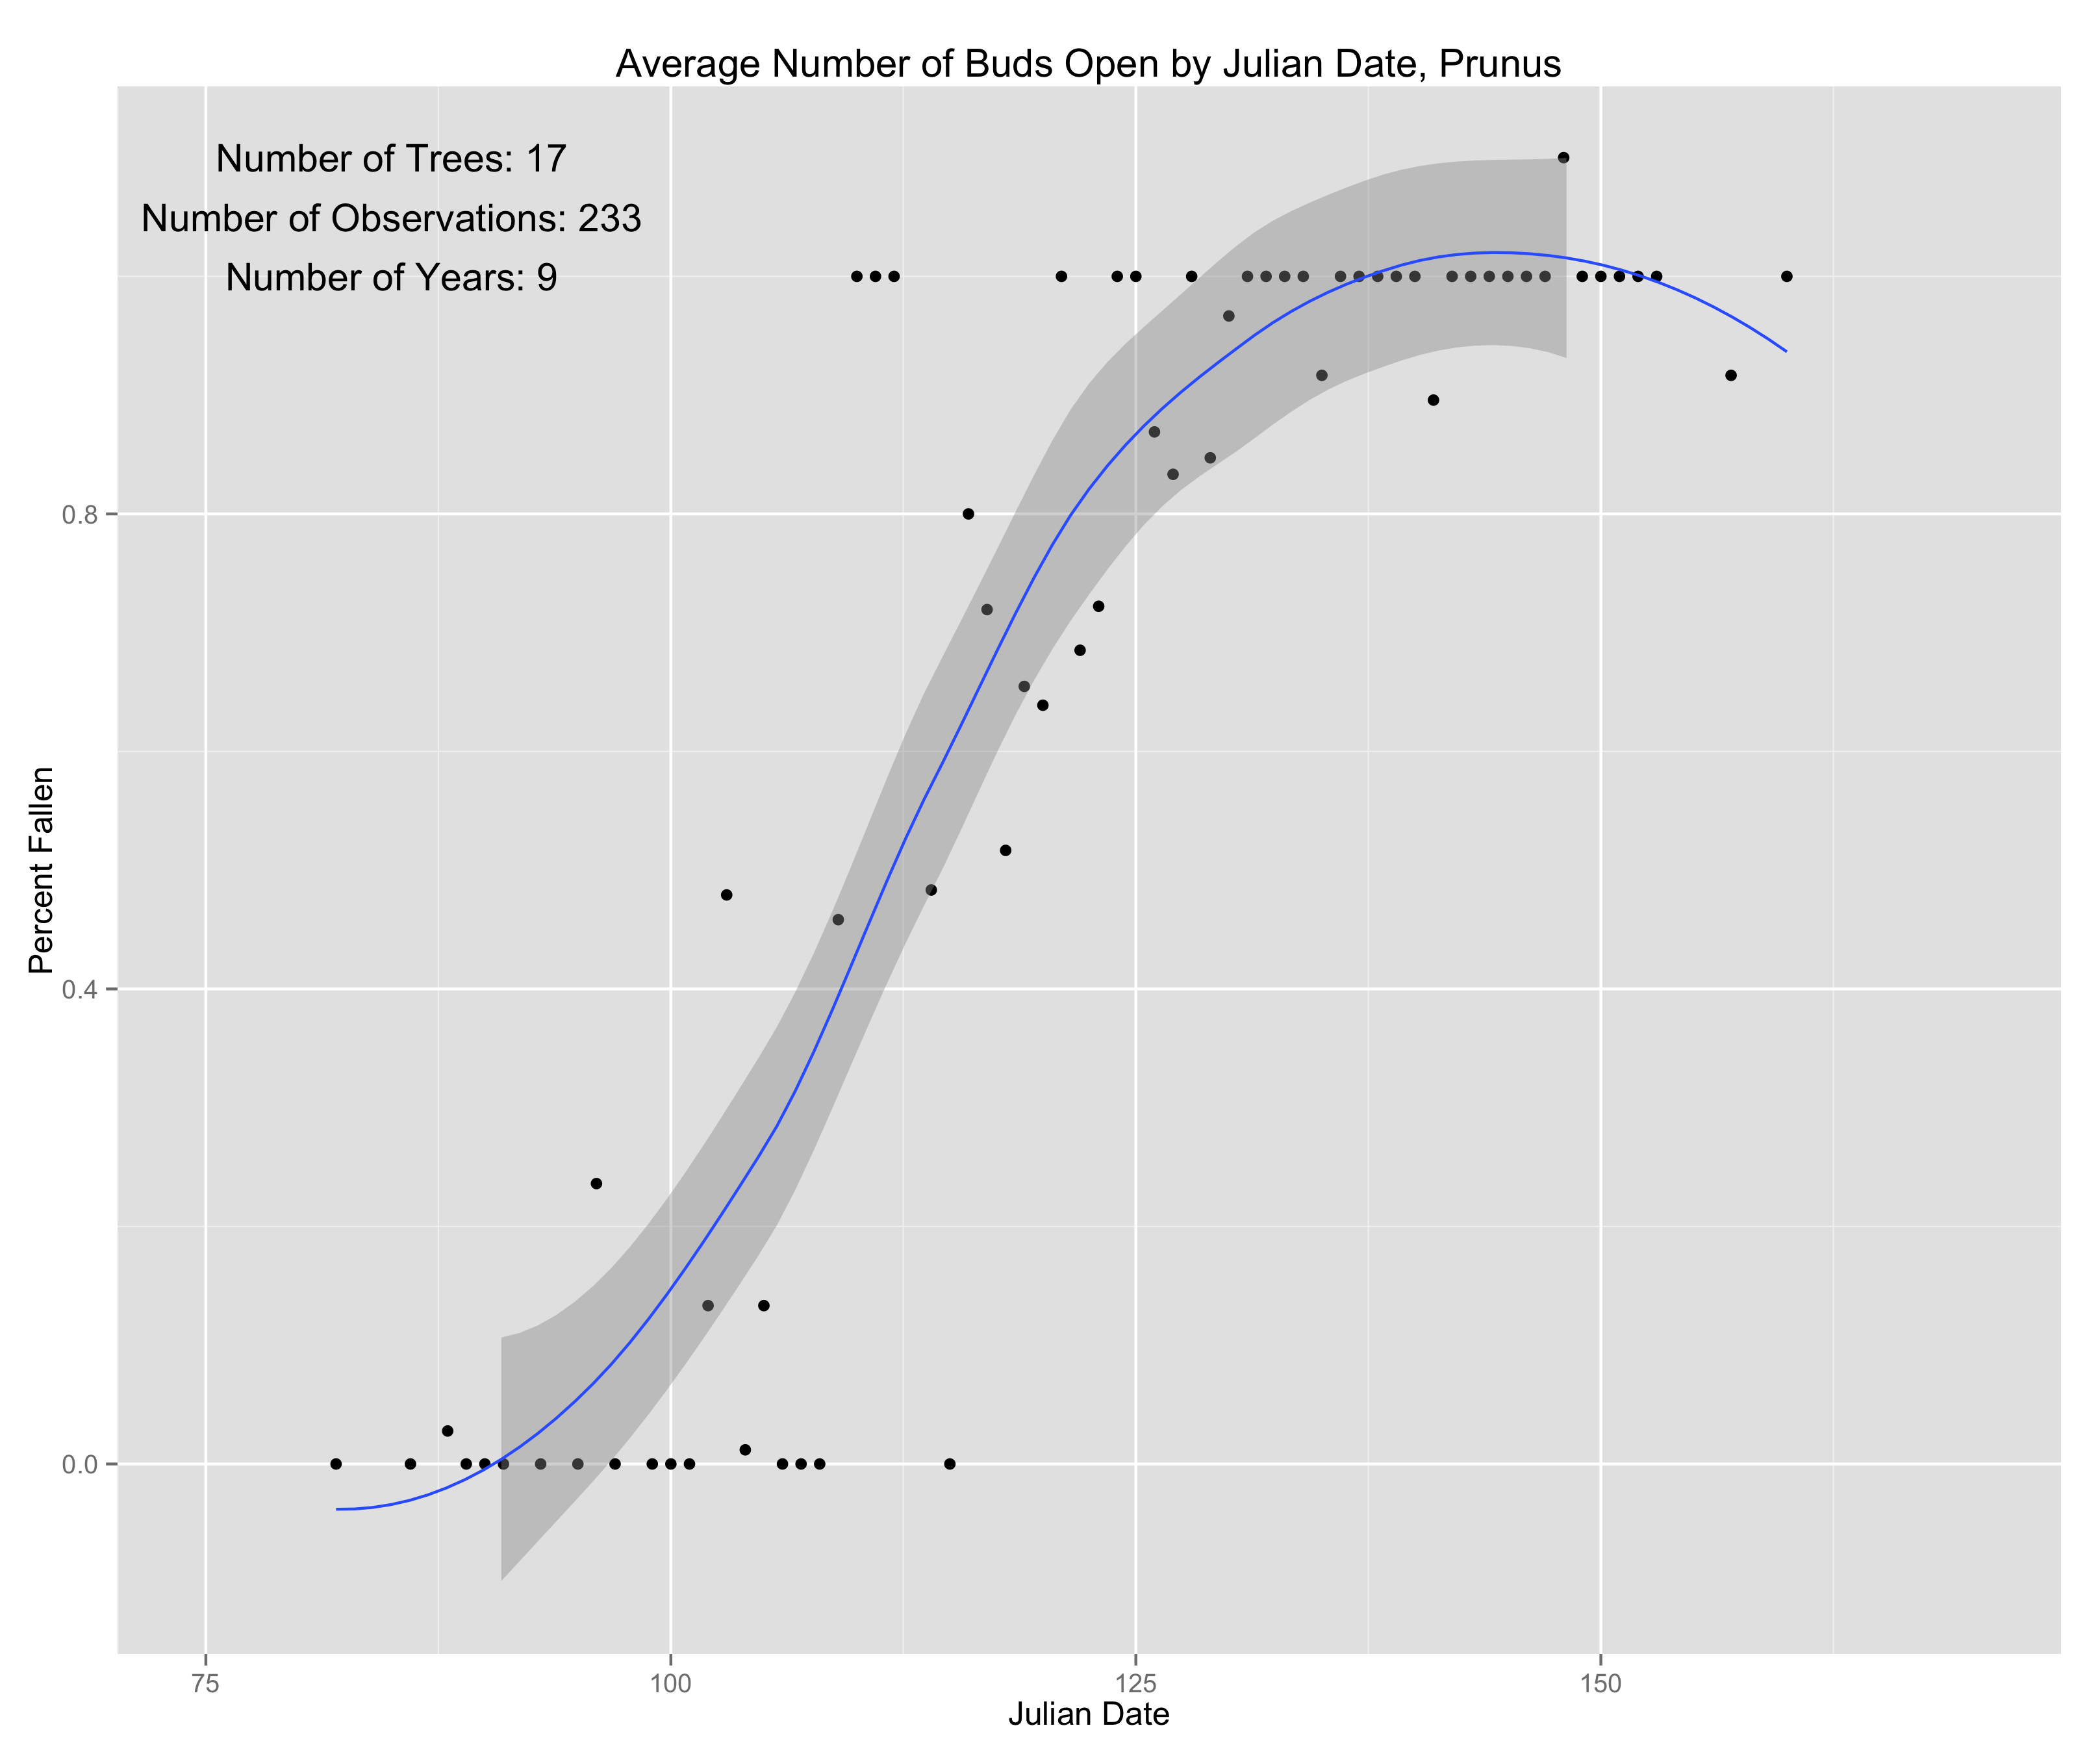 Average Number of Buds Open by Julian Date, Prunus
Number of Trees: 17
Number of Observations: 233
Number of Years: 9
Percent Fallen
0.8
0.4
0.0
75
100
125
150
Julian Date